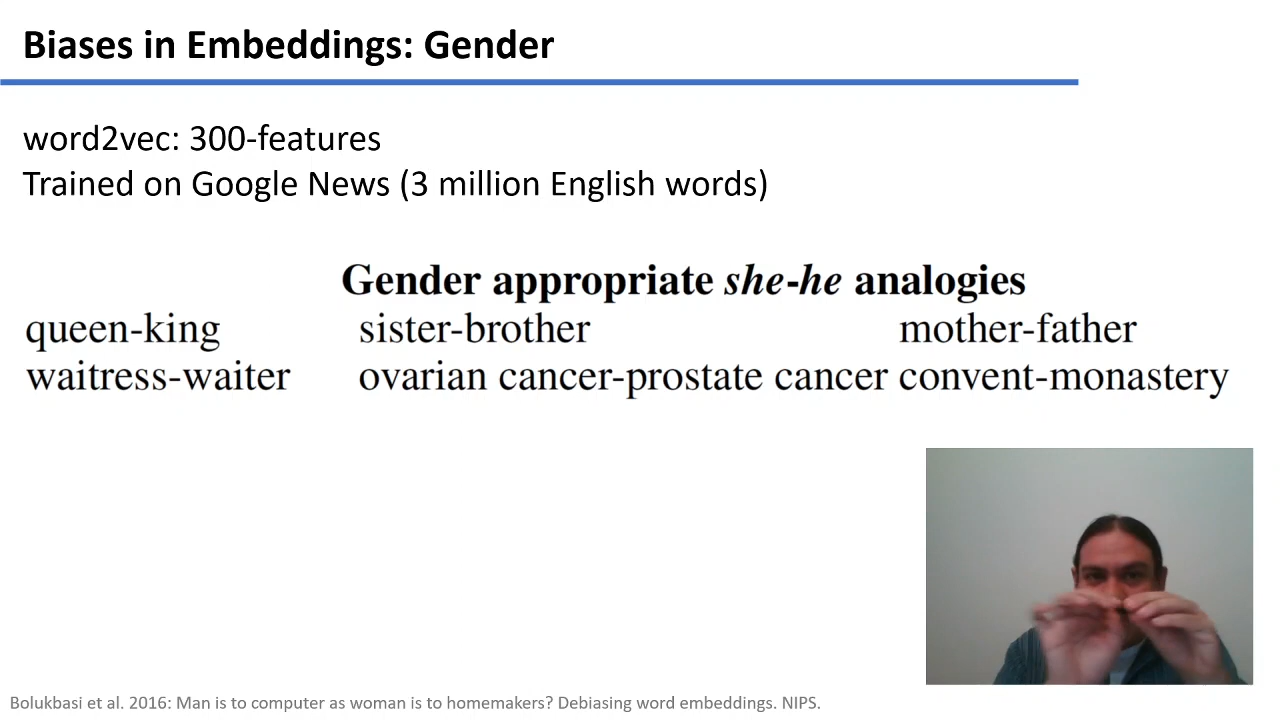 Biases in Embeddings: Gender
word2vec: 300-features
Trained on Google News (3 million English words)
Gender appropriate she-he analogies
queen-king sister-brother mother-father
waitress-waiter ovarian cancer-prostate cancer convent-monastery
Bolukbasi et al. 2016: Man is to computer as woman is to homemakers? Debiasing word embeddings. NIPS.